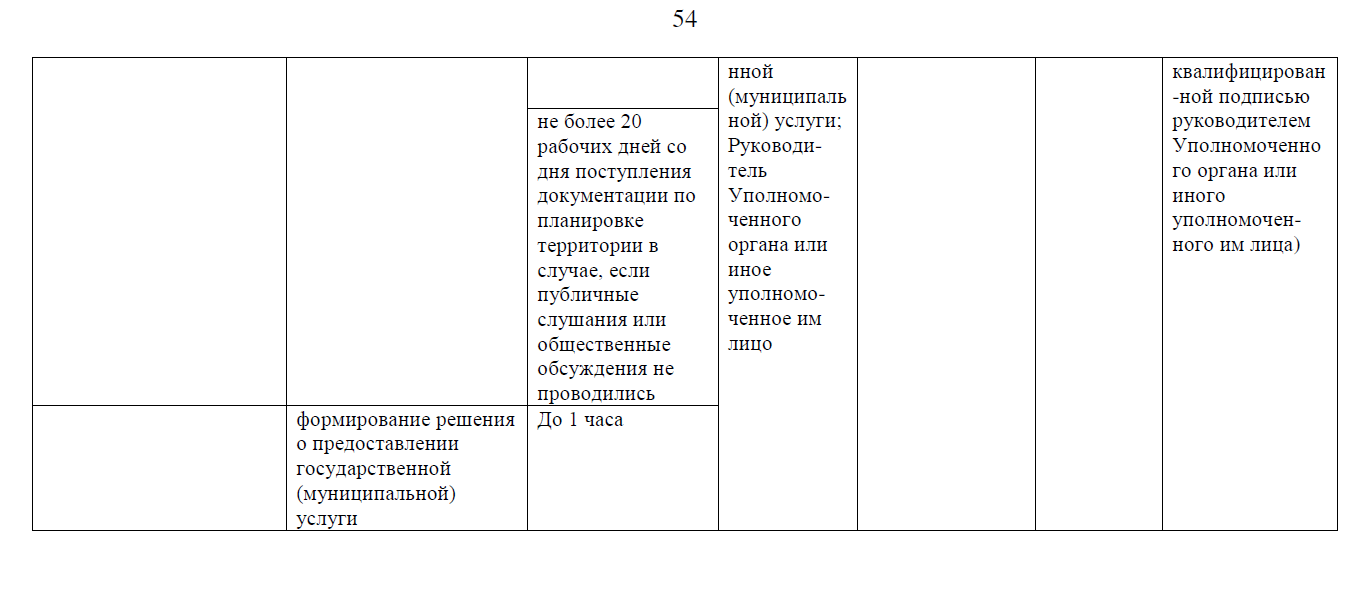 54
не более 20
рабочих дней со
дня поступления
документации по
планировке
территории в
случае, если
публичные
слушания или
общественные
обсуждения не
проводились
нной
(муниципаль
ной) услуги;
Руководи-
тель
Уполномо-
ченного
органа или
иное
уполномо-
ченное им
лицо
квалифицирован
-ной подписью
руководителем
Уполномоченно
го органа или
иного
уполномочен-
ного им лица)
формирование решения
о предоставлении
государственной
(муниципальной)
услуги
До 1 часа